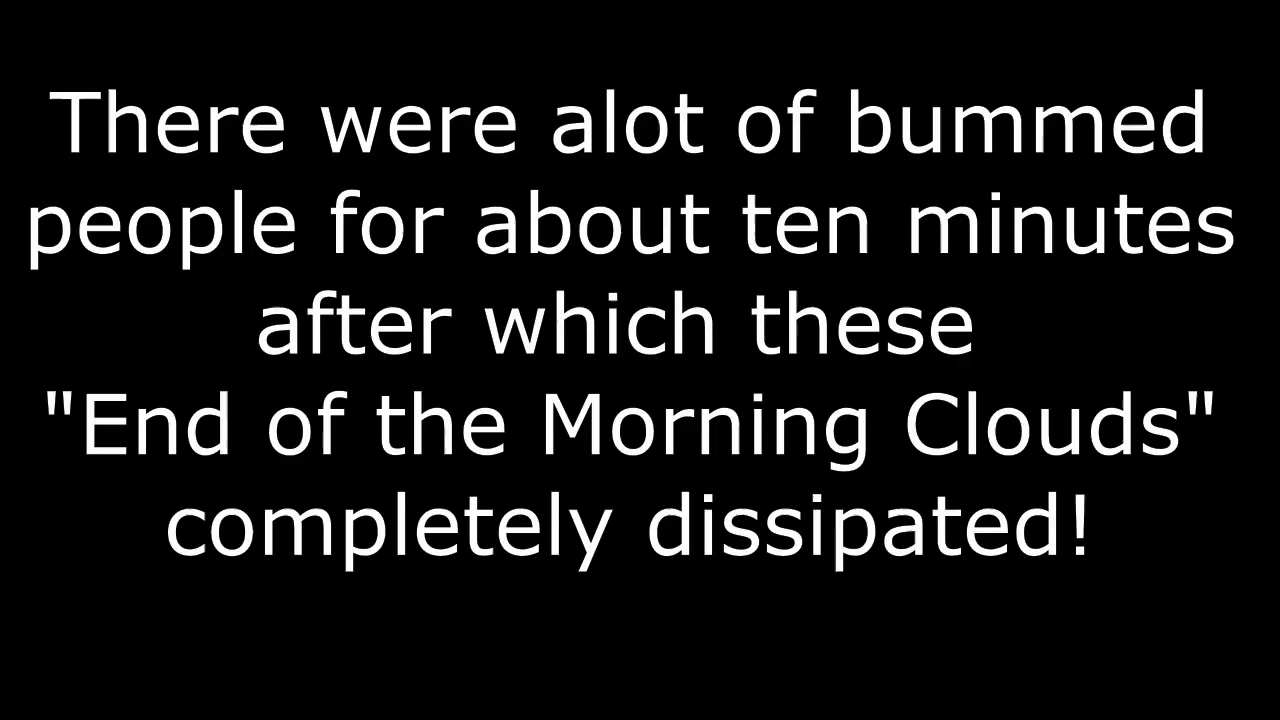 There were alot of bummed
people for about ten minutes
after which these
"End of the Morning Clouds"
completely dissipated!